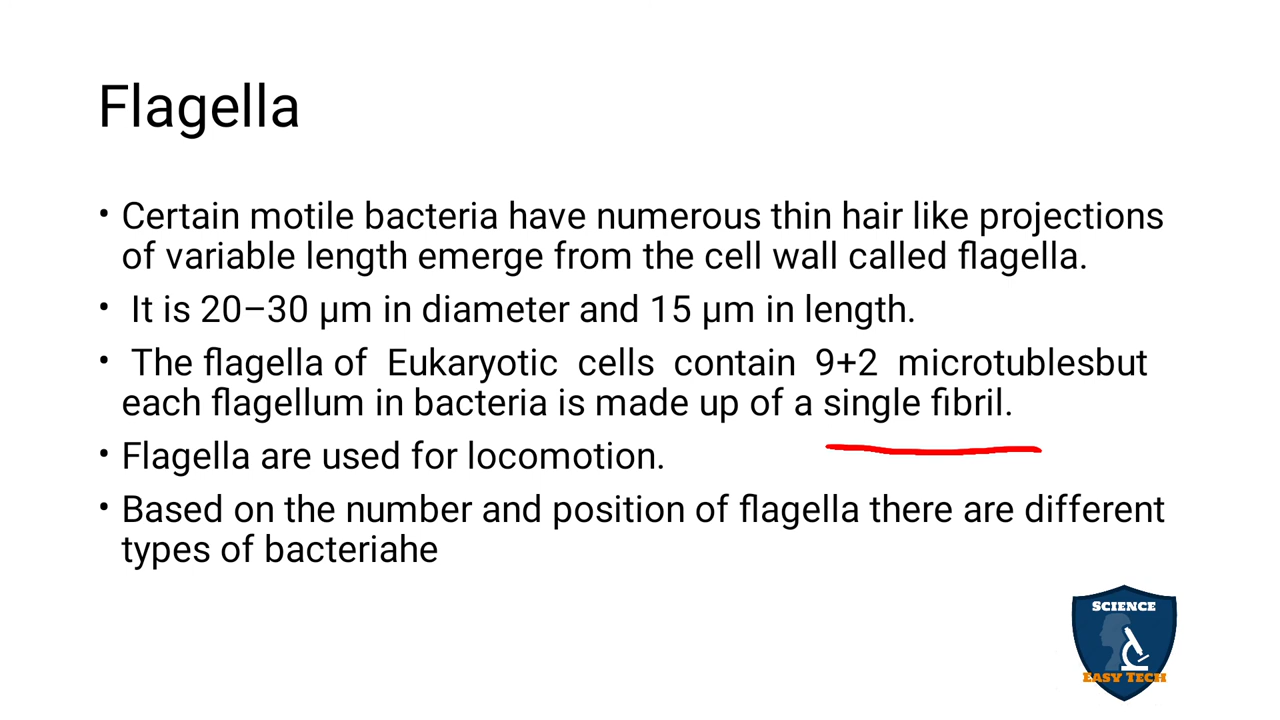 Flagella
• Certain motile bacteria have numerous thin hair like projections
of variable length emerge from the cell wall called flagella.
• It is 20–30 μm in diameter and 15 μm in length.
• The flagella of Eukaryotic cells contain 9+2 microtublesbut
each flagellum in bacteria is made up of a single fibril.
• Flagella are used for locomotion.
• Based on the number and position of flagella there are different
types of bacteriahe
SCIENCE
EASY TECH